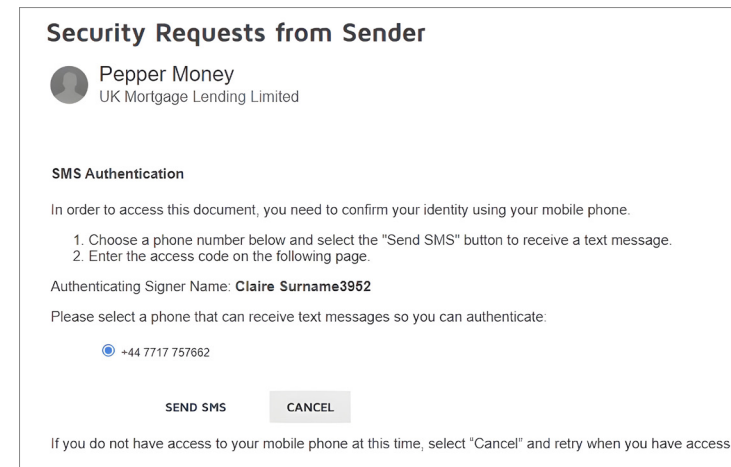 Security Requests from Sender
Pepper Money
UK Mortgage Lending Limited
SMS Authentication
In order to access this document, you need to confirm your identity using your mobile phone.
1. Choose a phone number below and select the "Send SMS" button to receive a text message.
2. Enter the access code on the following page.
Authenticating Signer Name: Claire Surname3952
Please select a phone that can receive text messages so you can authenticate:
+44 7717 757662
SEND SMS CANCEL
If you do not have access to your mobile phone at this time, select “Cancel” and retry when you have access